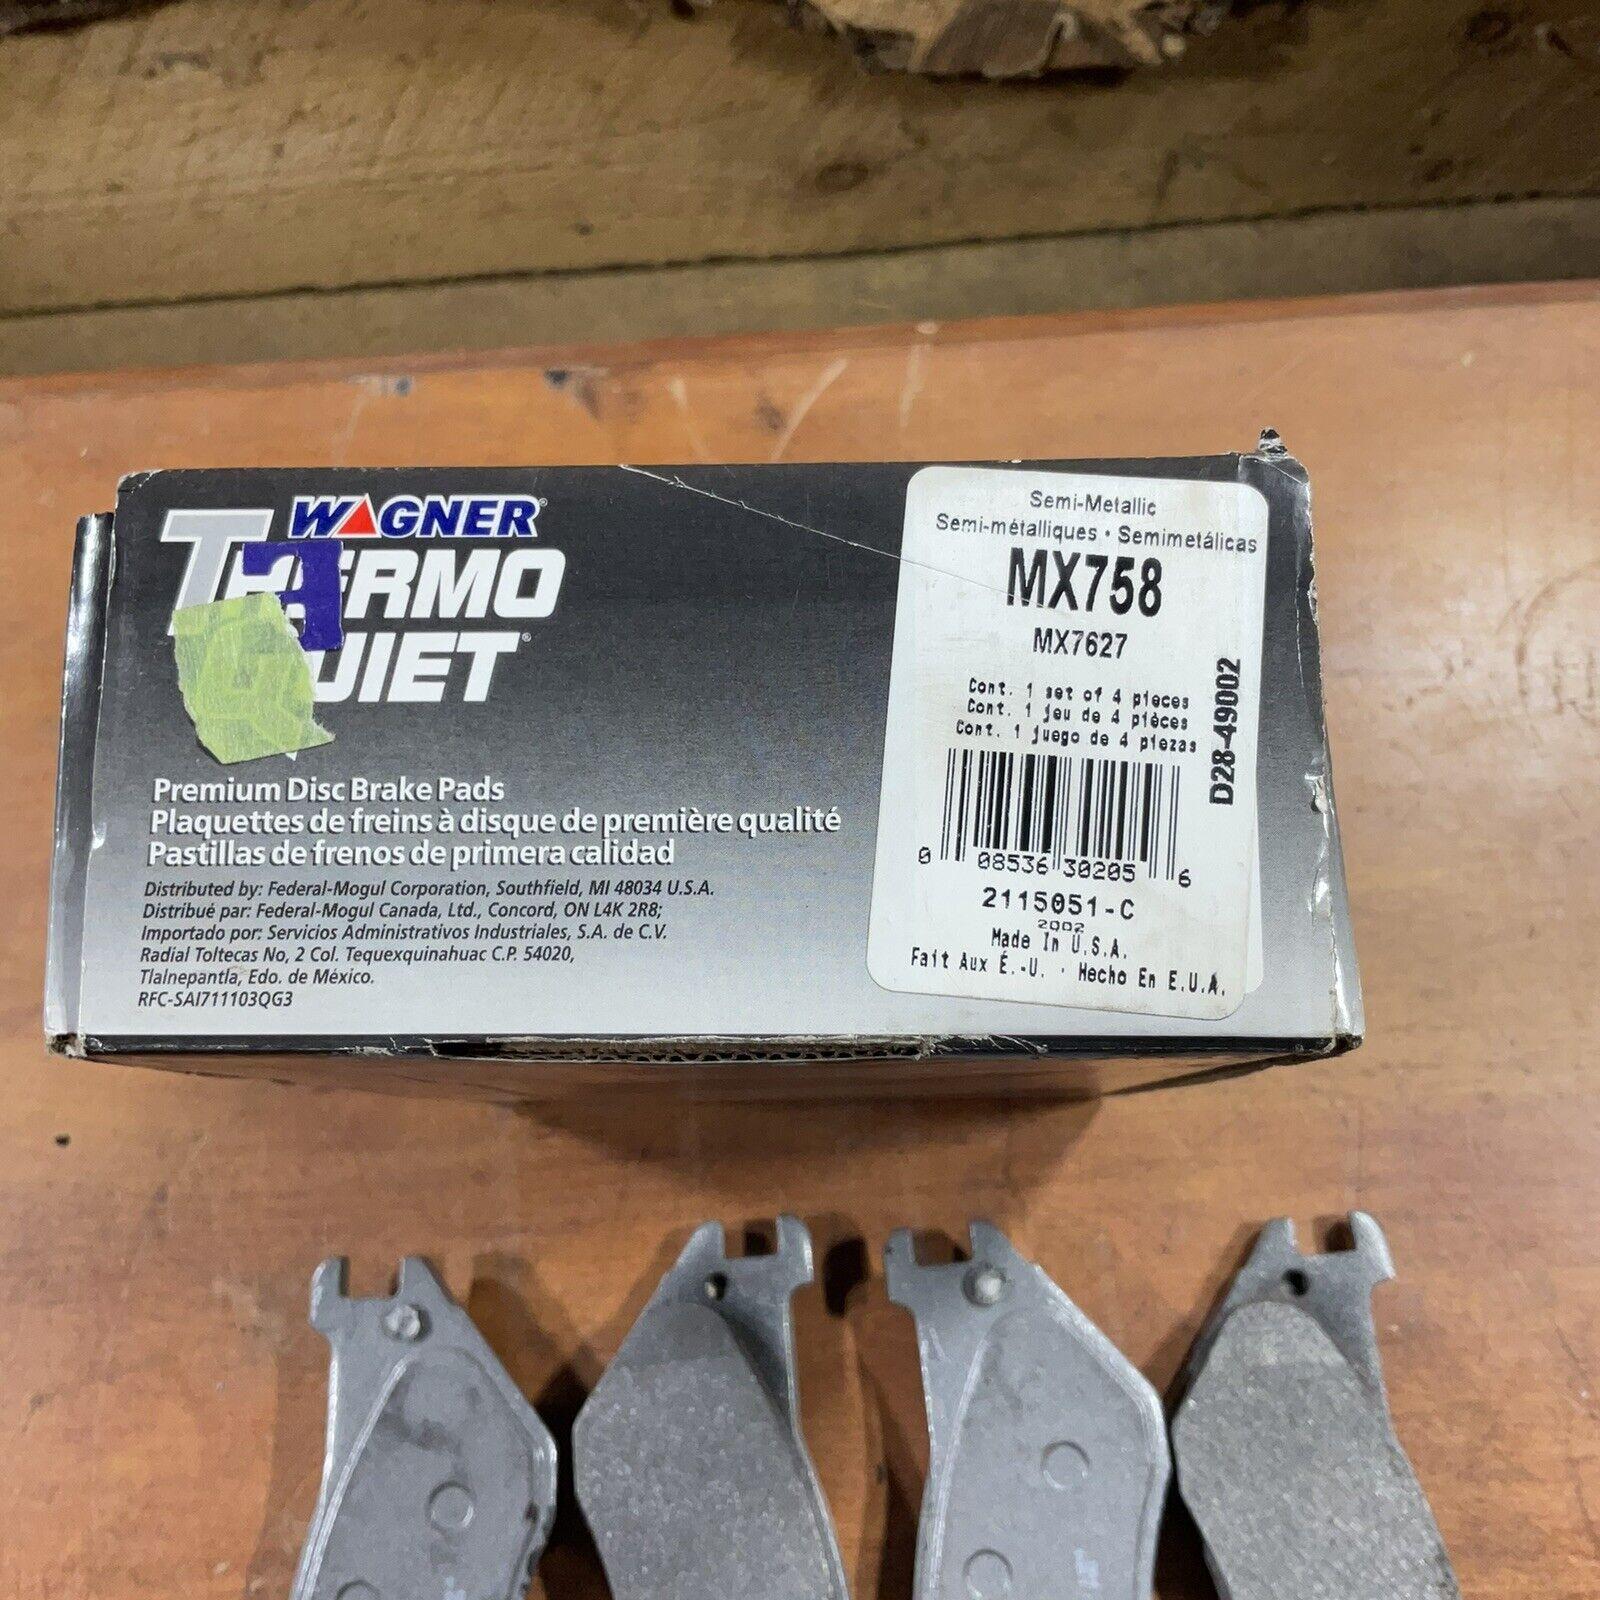 WAGNER®
THERMO
QUIET®
Premium Disc Brake Pads
Plaquettes de freins à disque de première qualité
Pastillas de frenos de primera calidad
Distributed by: Federal-Mogul Corporation, Southfield, MI 48034 U.S.A.
Distribué par: Federal-Mogul Canada, Ltd., Concord, ON L4K 2R8;
Importado por: Servicios Administrativos Industriales, S.A. de C.V.
Radial Toltecas No, 2 Col. Tequexquinahuac C.P. 54020,
Tlalnepantla, Edo. de México.
RFC-SAI711103QG3
Semi-Metallic
Semi-métalliques • Semimetálicas
MX758
MX7627
Cont. 1 set of 4 pieces
Cont. 1 jeu de 4 pièces
Cont. 1 juego de 4 piezas
D28-49002
0 08536 30205 6
2115051-C
2002
Made In U.S.A.
Fait Aux É.-U. · Hecho En E.U.A.